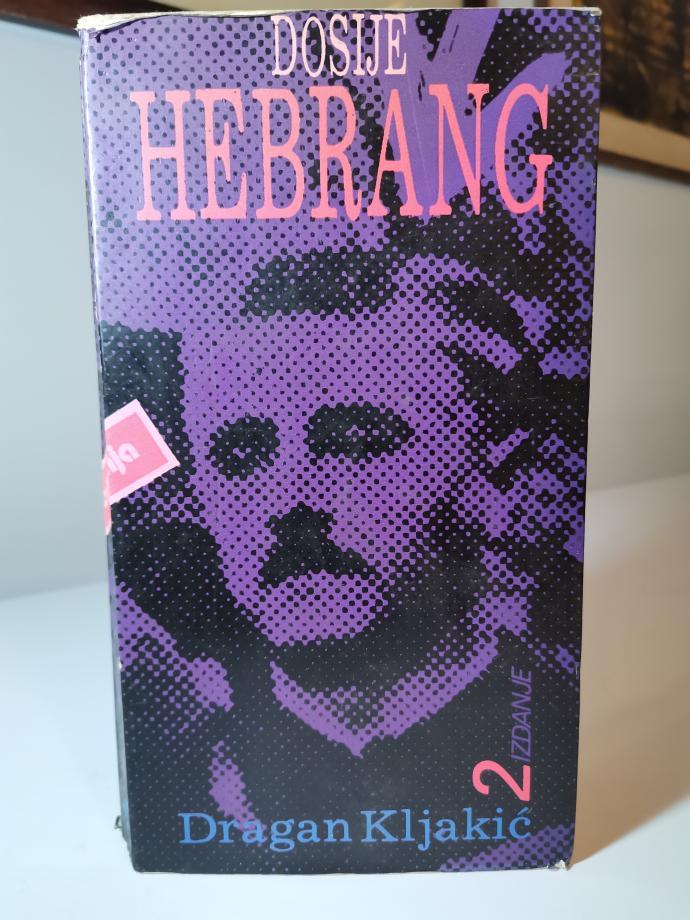 DOSIJE
HEBRANG
2 IZDANJE
Dragan Kljakić